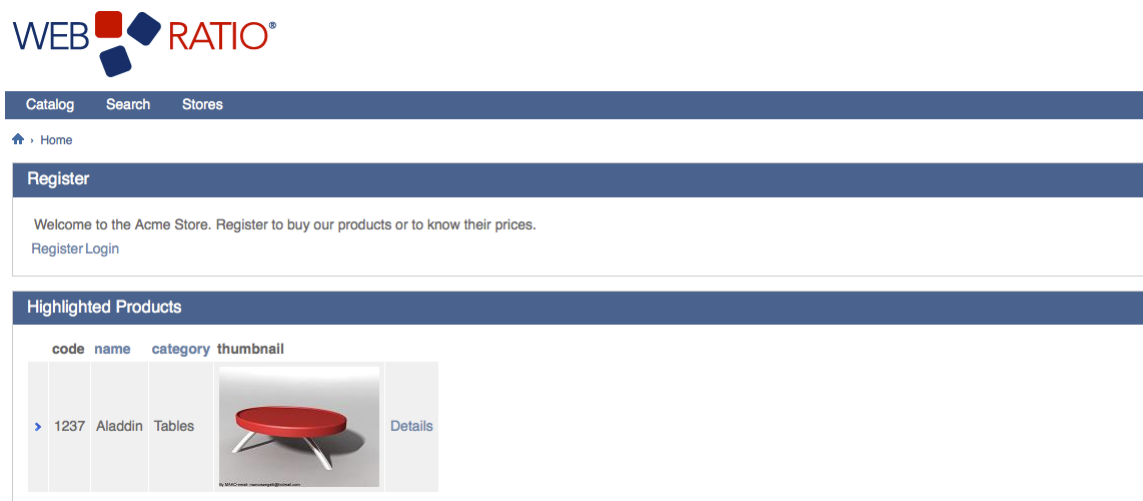 WEB RATIO®
Catalog Search Stores
› Home
Register
Welcome to the Acme Store. Register to buy our products or to know their prices.
Register Login
Highlighted Products
code name category thumbnail
1237 Aladdin Tables Details